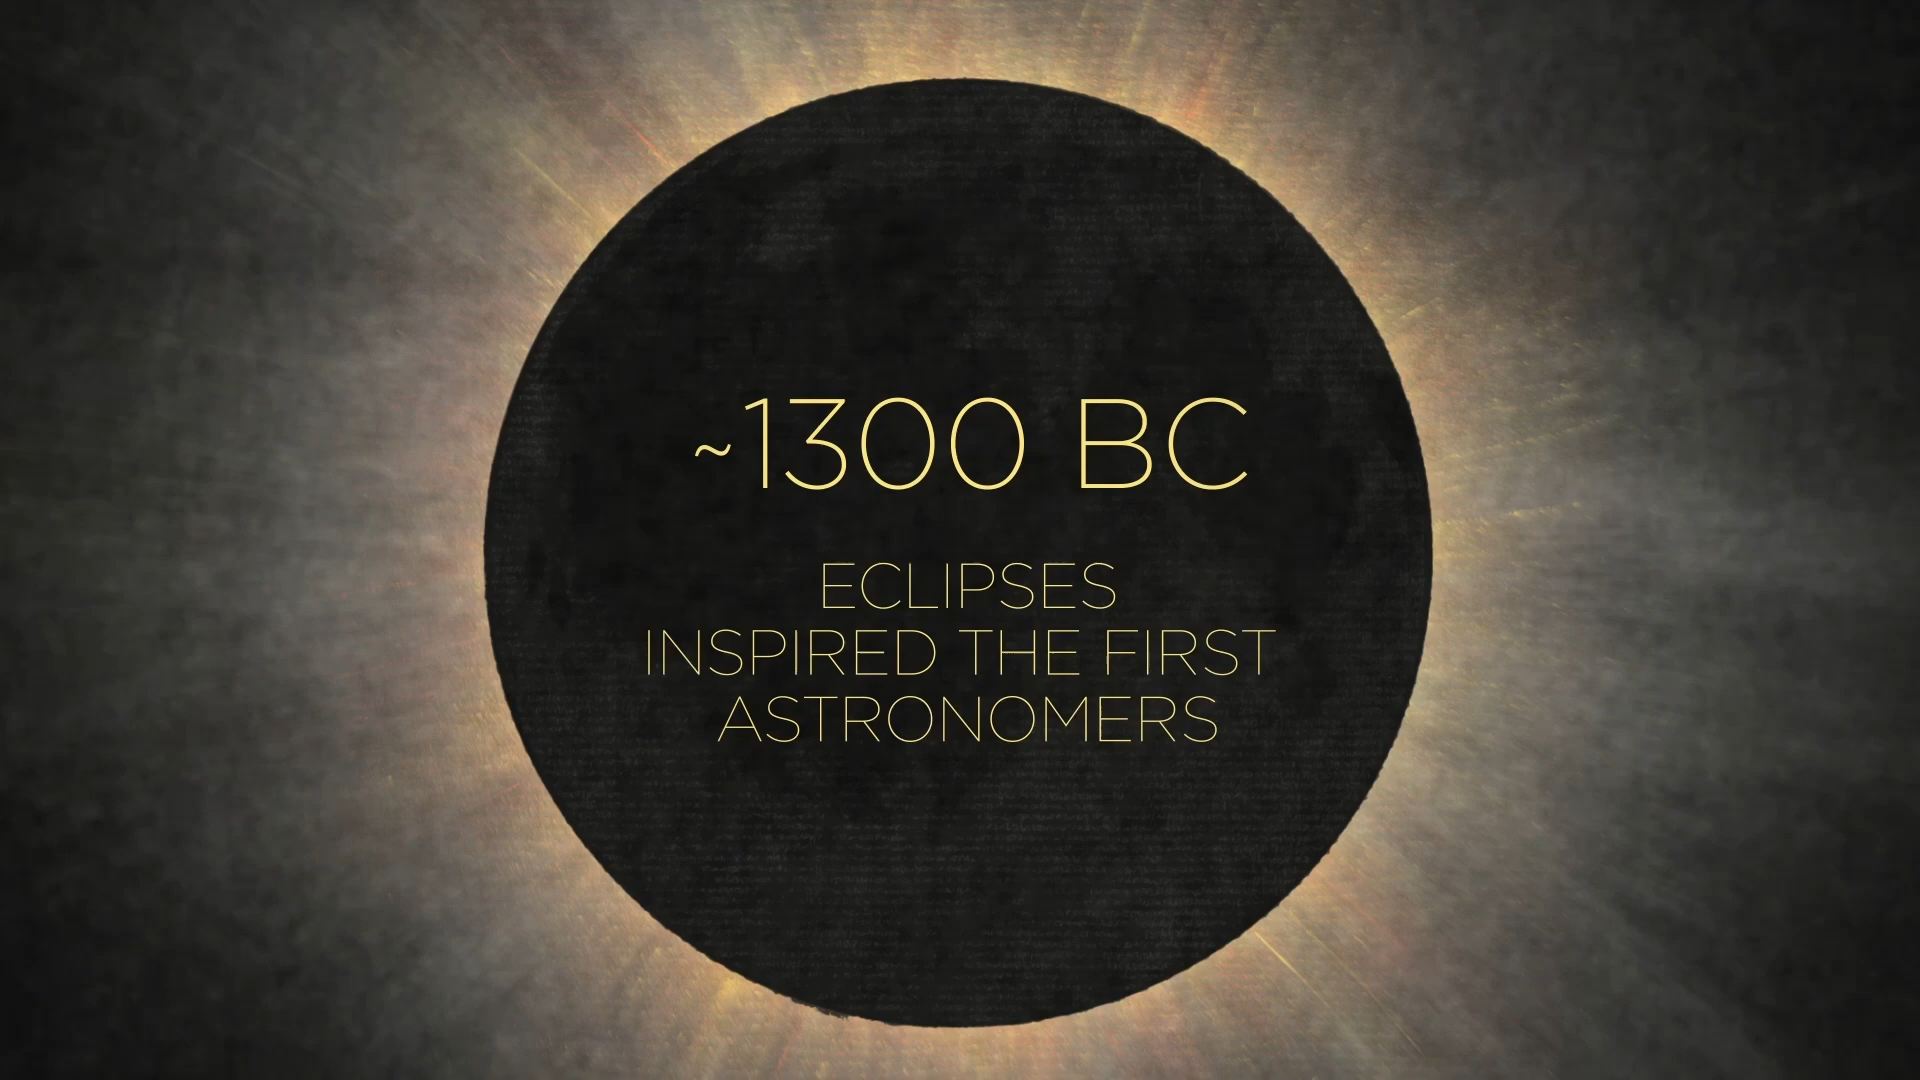 ~1300 BC
ECLIPSES
INSPIRED THE FIRST
ASTRONOMERS